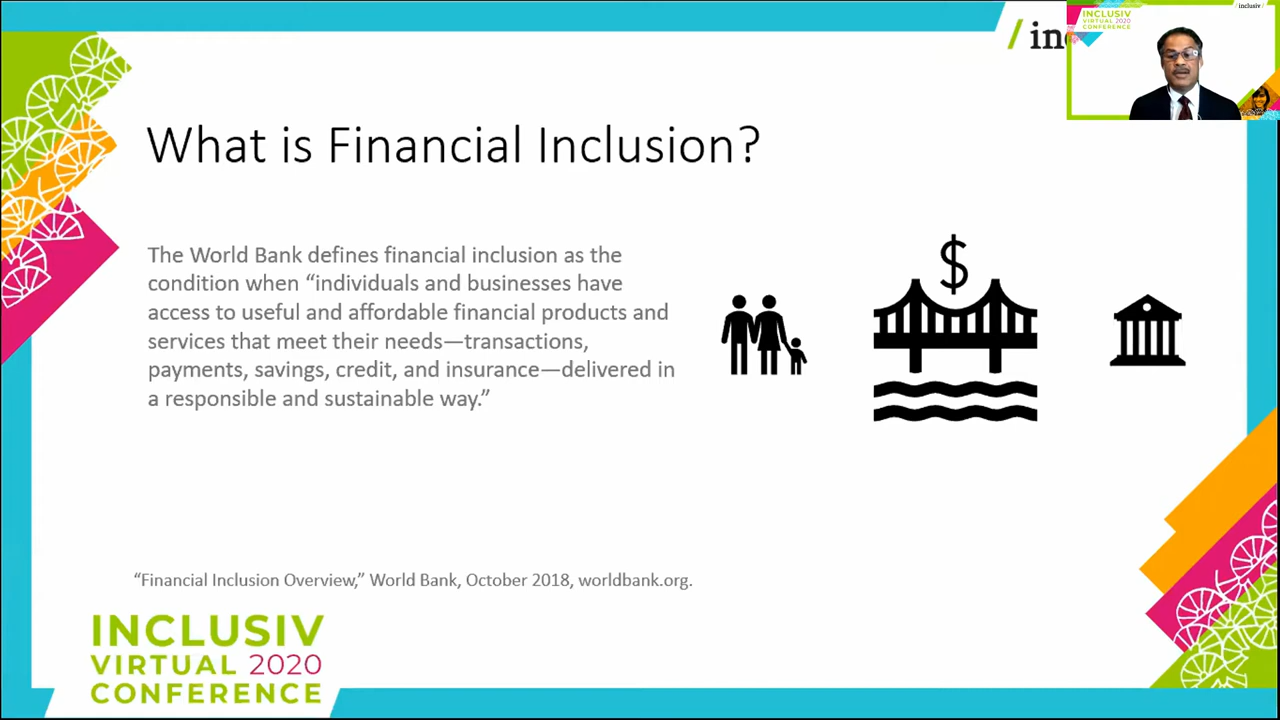 / in
INCLUSIV
VIRTUAL 2020
CONFERENCE
inclusiv /
What is Financial Inclusion?
The World Bank defines financial inclusion as the
condition when “individuals and businesses have
access to useful and affordable financial products and
services that meet their needs—transactions,
payments, savings, credit, and insurance—delivered in
a responsible and sustainable way.”
$
“Financial Inclusion Overview,” World Bank, October 2018, worldbank.org.
INCLUSIV
VIRTUAL 2020
CONFERENCE